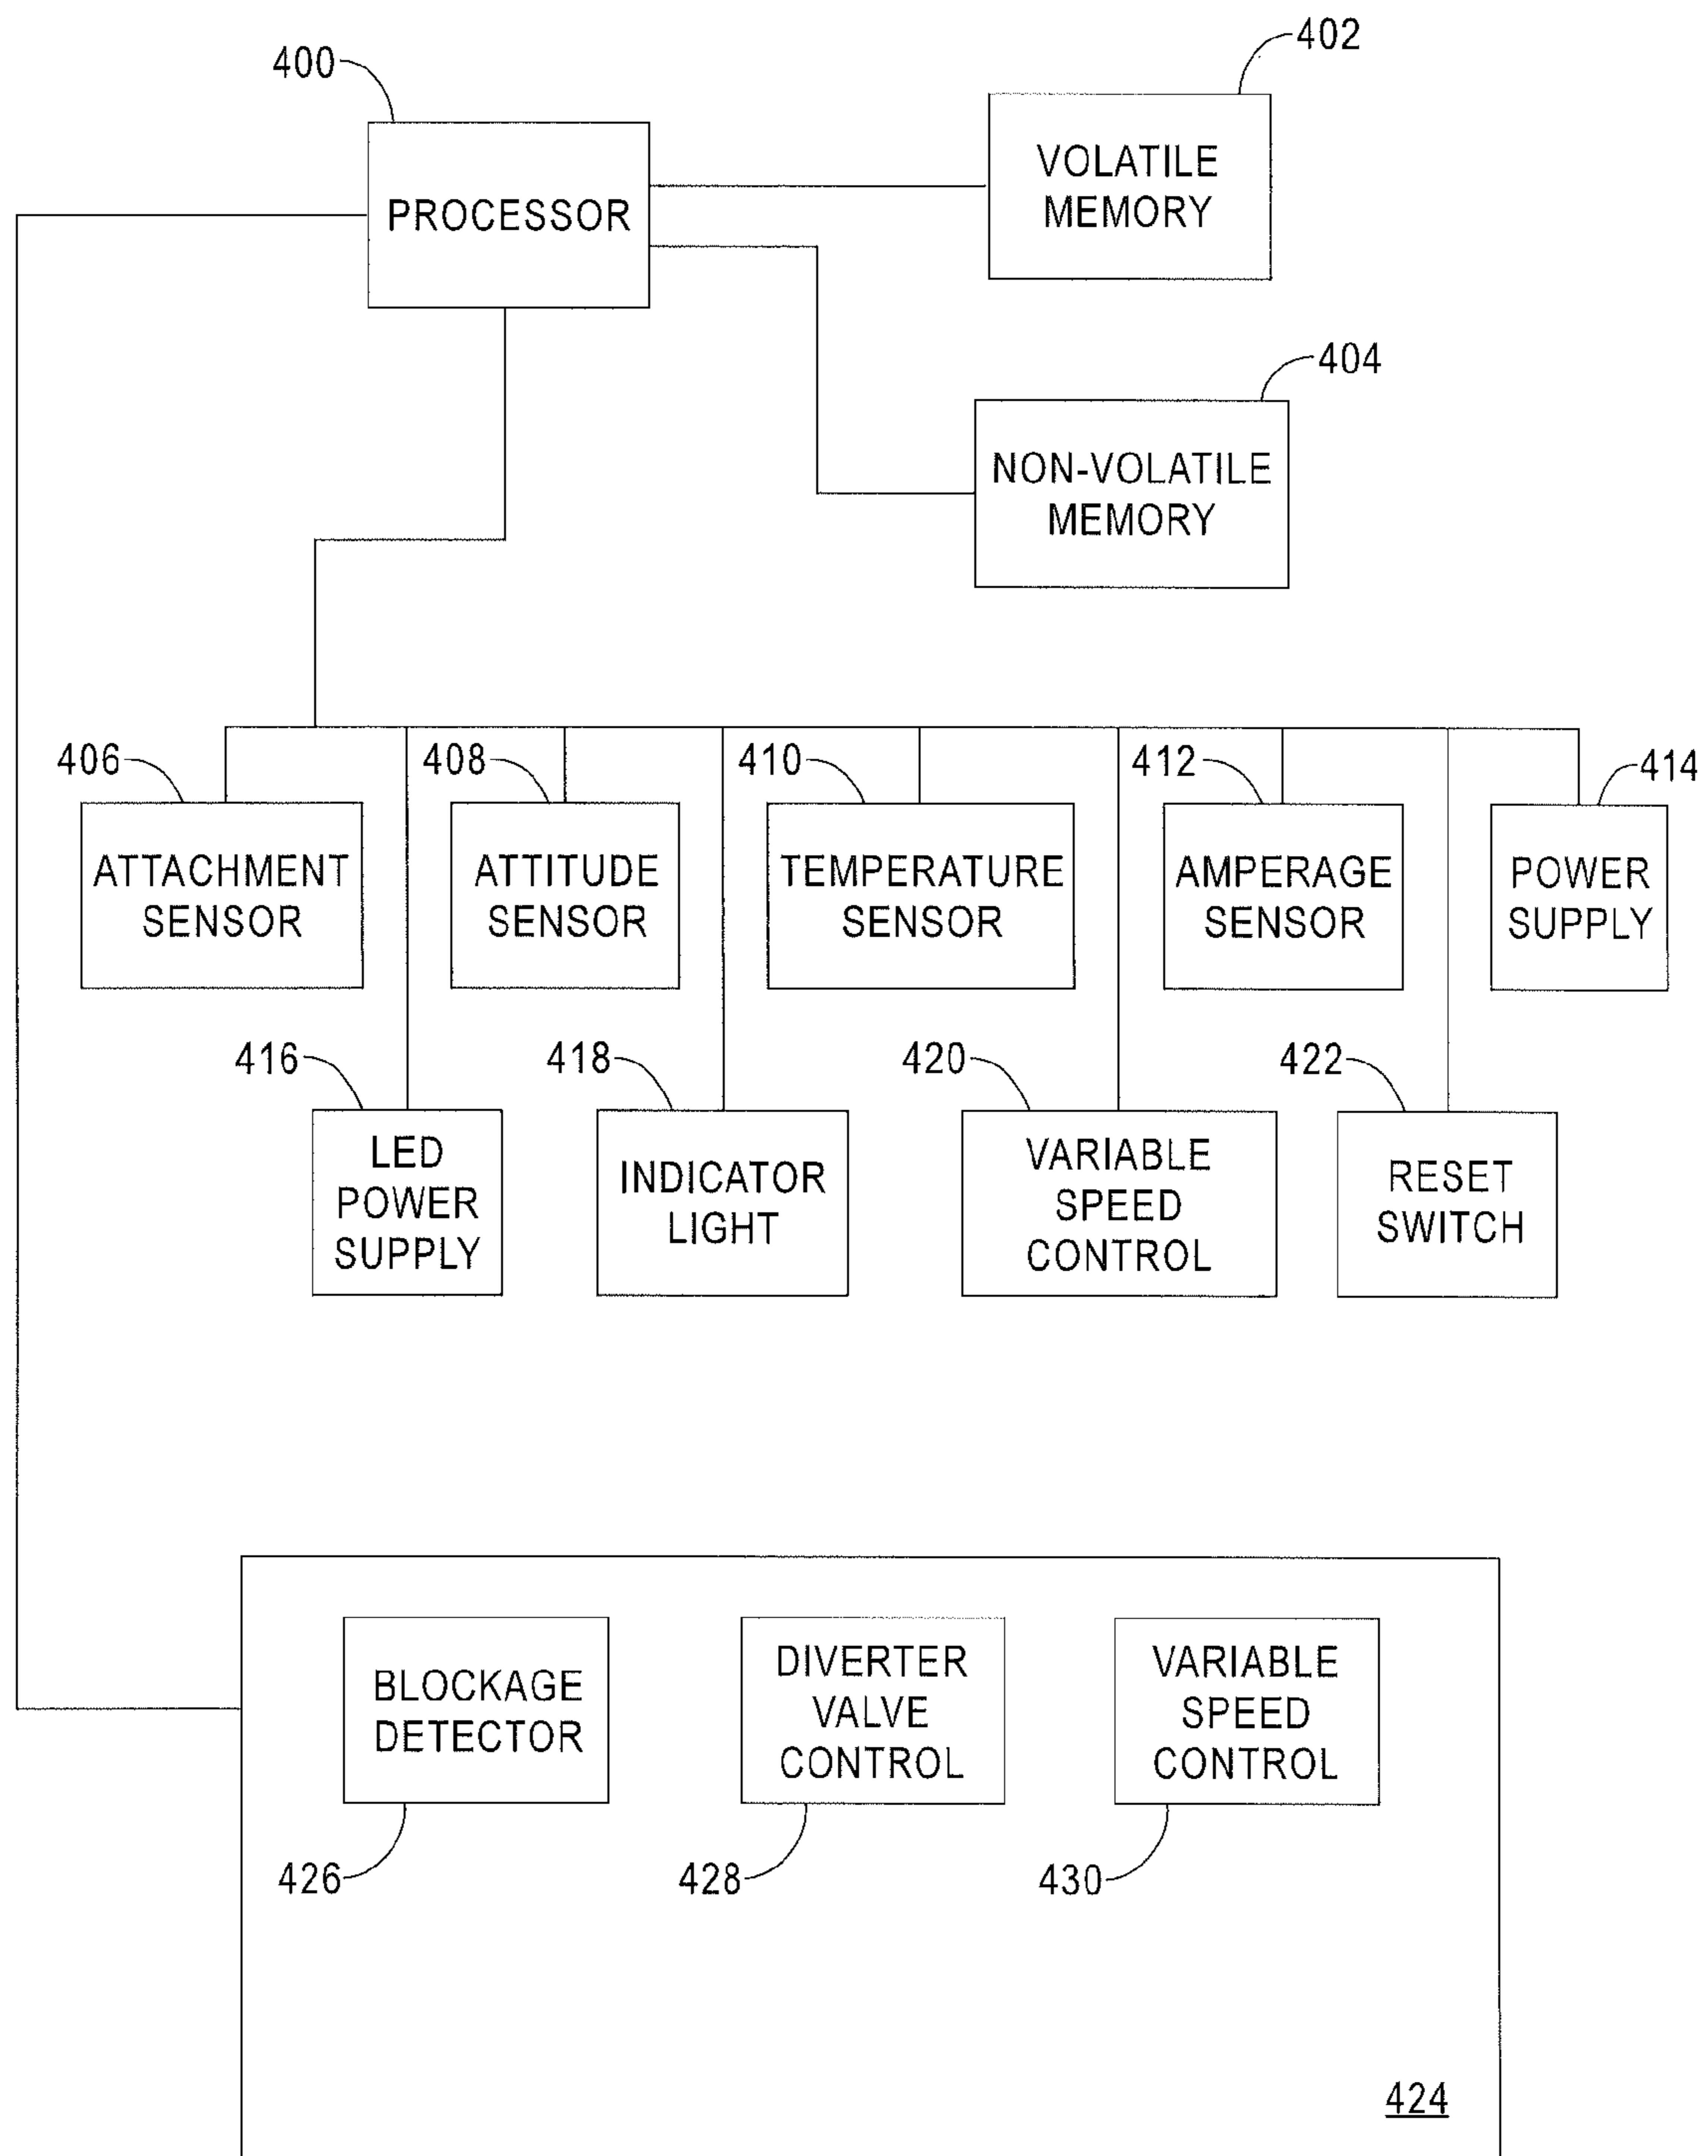 402
400
VOLATILE
MEMORY
PROCESSOR
404
NON-VOLATILE
MEMORY
406
408
410
412
414
ATTACHMENT
SENSOR
ATTITUDE
SENSOR
TEMPERATURE
SENSOR
AMPERAGE
SENSOR
POWER
SUPPLY
416
418
420
422
LED
POWER
SUPPLY
INDICATOR
LIGHT
VARIABLE
SPEED
CONTROL
RESET
SWITCH
BLOCKAGE
DETECTOR
DIVERTER
VALVE
CONTROL
VARIABLE
SPEED
CONTROL
426
428
430
424